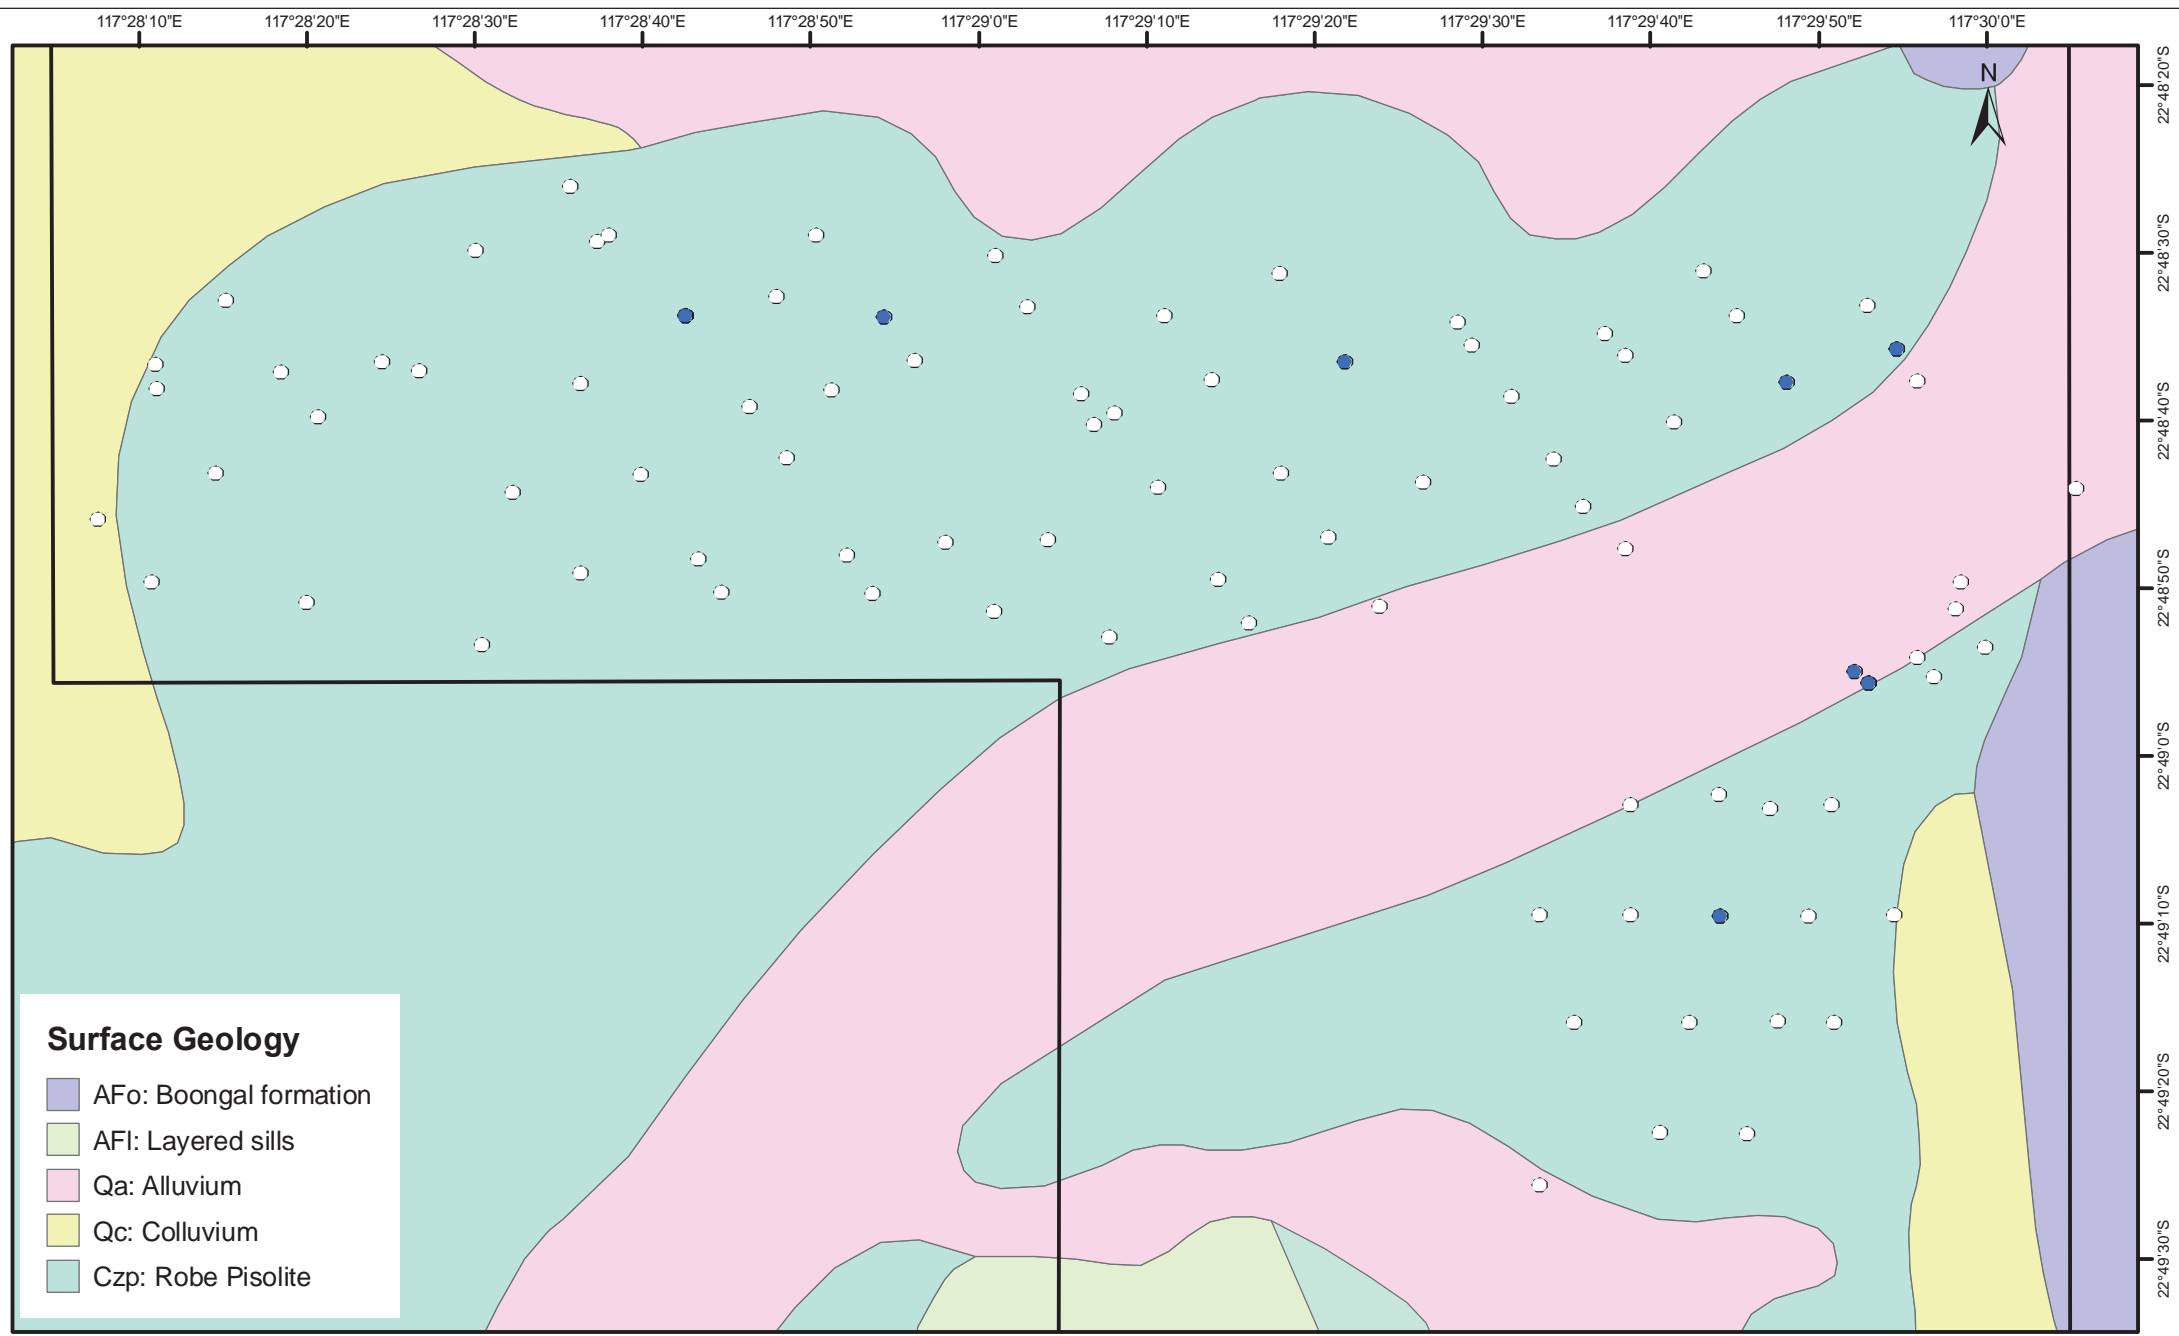 117°28'10"E 117°28'20"E 117°28'30"E 117°28'40"E 117°28'50"E 117°29'0"E 117°29'10"E 117°29'20"E 117°29'30"E 117°29'40"E 117°29'50"E 117°30'0"E
N
22°48'20"S
22°48'30"S
22°48'40"S
22°48'50"S
22°49'0"S
22°49'10"S
22°49'20"S
22°49'30"S
Surface Geology
AFo: Boongal formation
AFl: Layered sills
Qa: Alluvium
Qc: Colluvium
Czp: Robe Pisolite